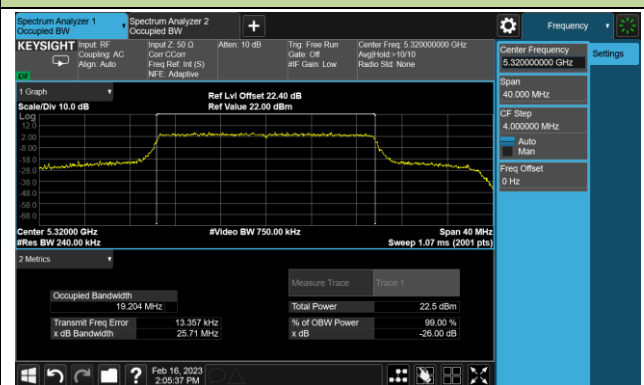 Spectrum Analyzer 1
Occupied BW
Spectrum Analyzer 2
Occupied BW
+
Frequency
KEYSIGHT
Input: RF
Coupling: AC
Align: Auto
Input Z: 50 Ω
Corr CCorr
Freq Ref: Int (S)
NFE: Adaptive
Atten: 10 dB
Trig: Free Run
Gate: Off
#IF Gain: Low
Center Freq: 5.320000000 GHz
Avg|Hold:>10/10
Radio Std: None
LVI
Center Frequency
5.320000000 GHz
Settings
Span
40.000 MHz
CF Step
4.000000 MHz
Auto
Man
Freq Offset
0 Hz
1 Graph
Scale/Div 10.0 dB
Ref Lvl Offset 22.40 dB
Ref Value 22.00 dBm
Log
12.0
2.00
-8.00
-18.0
-28.0
-38.0
-48.0
-58.0
-68.0
Center 5.32000 GHz
#Res BW 240.00 kHz
#Video BW 750.00 kHz
Span 40 MHz
Sweep 1.07 ms (2001 pts)
2 Metrics
Measure Trace
Trace 1
Occupied Bandwidth
19.204 MHz
Total Power
22.5 dBm
Transmit Freq Error
13.357 kHz
% of OBW Power
99.00 %
x dB Bandwidth
25.71 MHz
x dB
-26.00 dB
?
Feb 16, 2023
2:05:37 PM